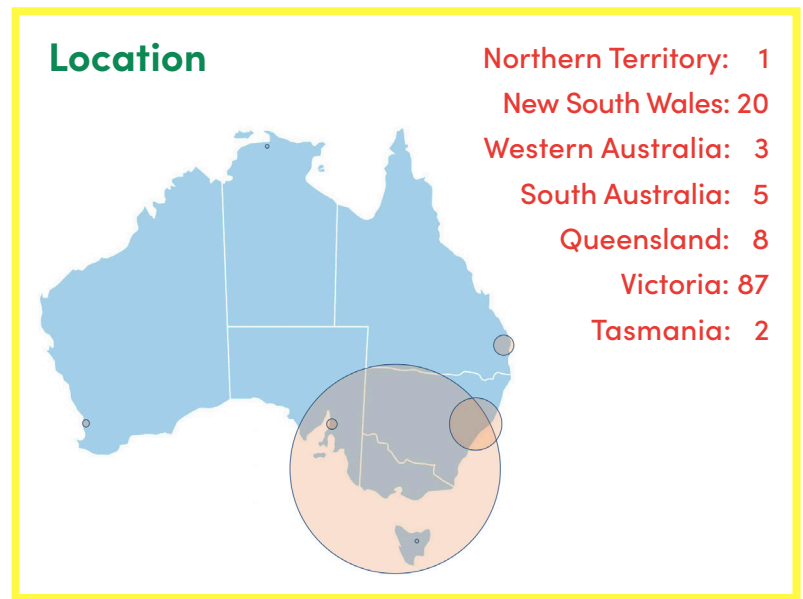 Location
Northern Territory: 1
New South Wales: 20
Western Australia: 3
South Australia: 5
Queensland: 8
Victoria: 87
Tasmania: 2